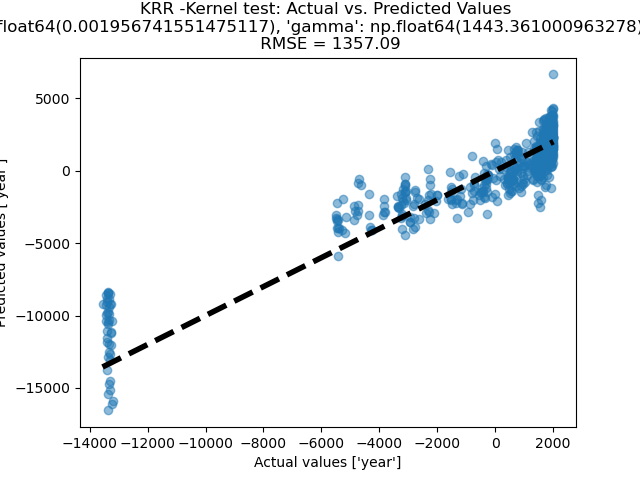 KRR -Kernel test: Actual vs. Predicted Values
float64(0.001956741551475117), 'gamma': np.float64(1443.361000963278)
RMSE = 1357.09
5000
0
−5000
−10000
−15000
Predicted Values ['year']
−14000 −12000 −10000 −8000 −6000 −4000 −2000 0 2000
Actual values ['year']